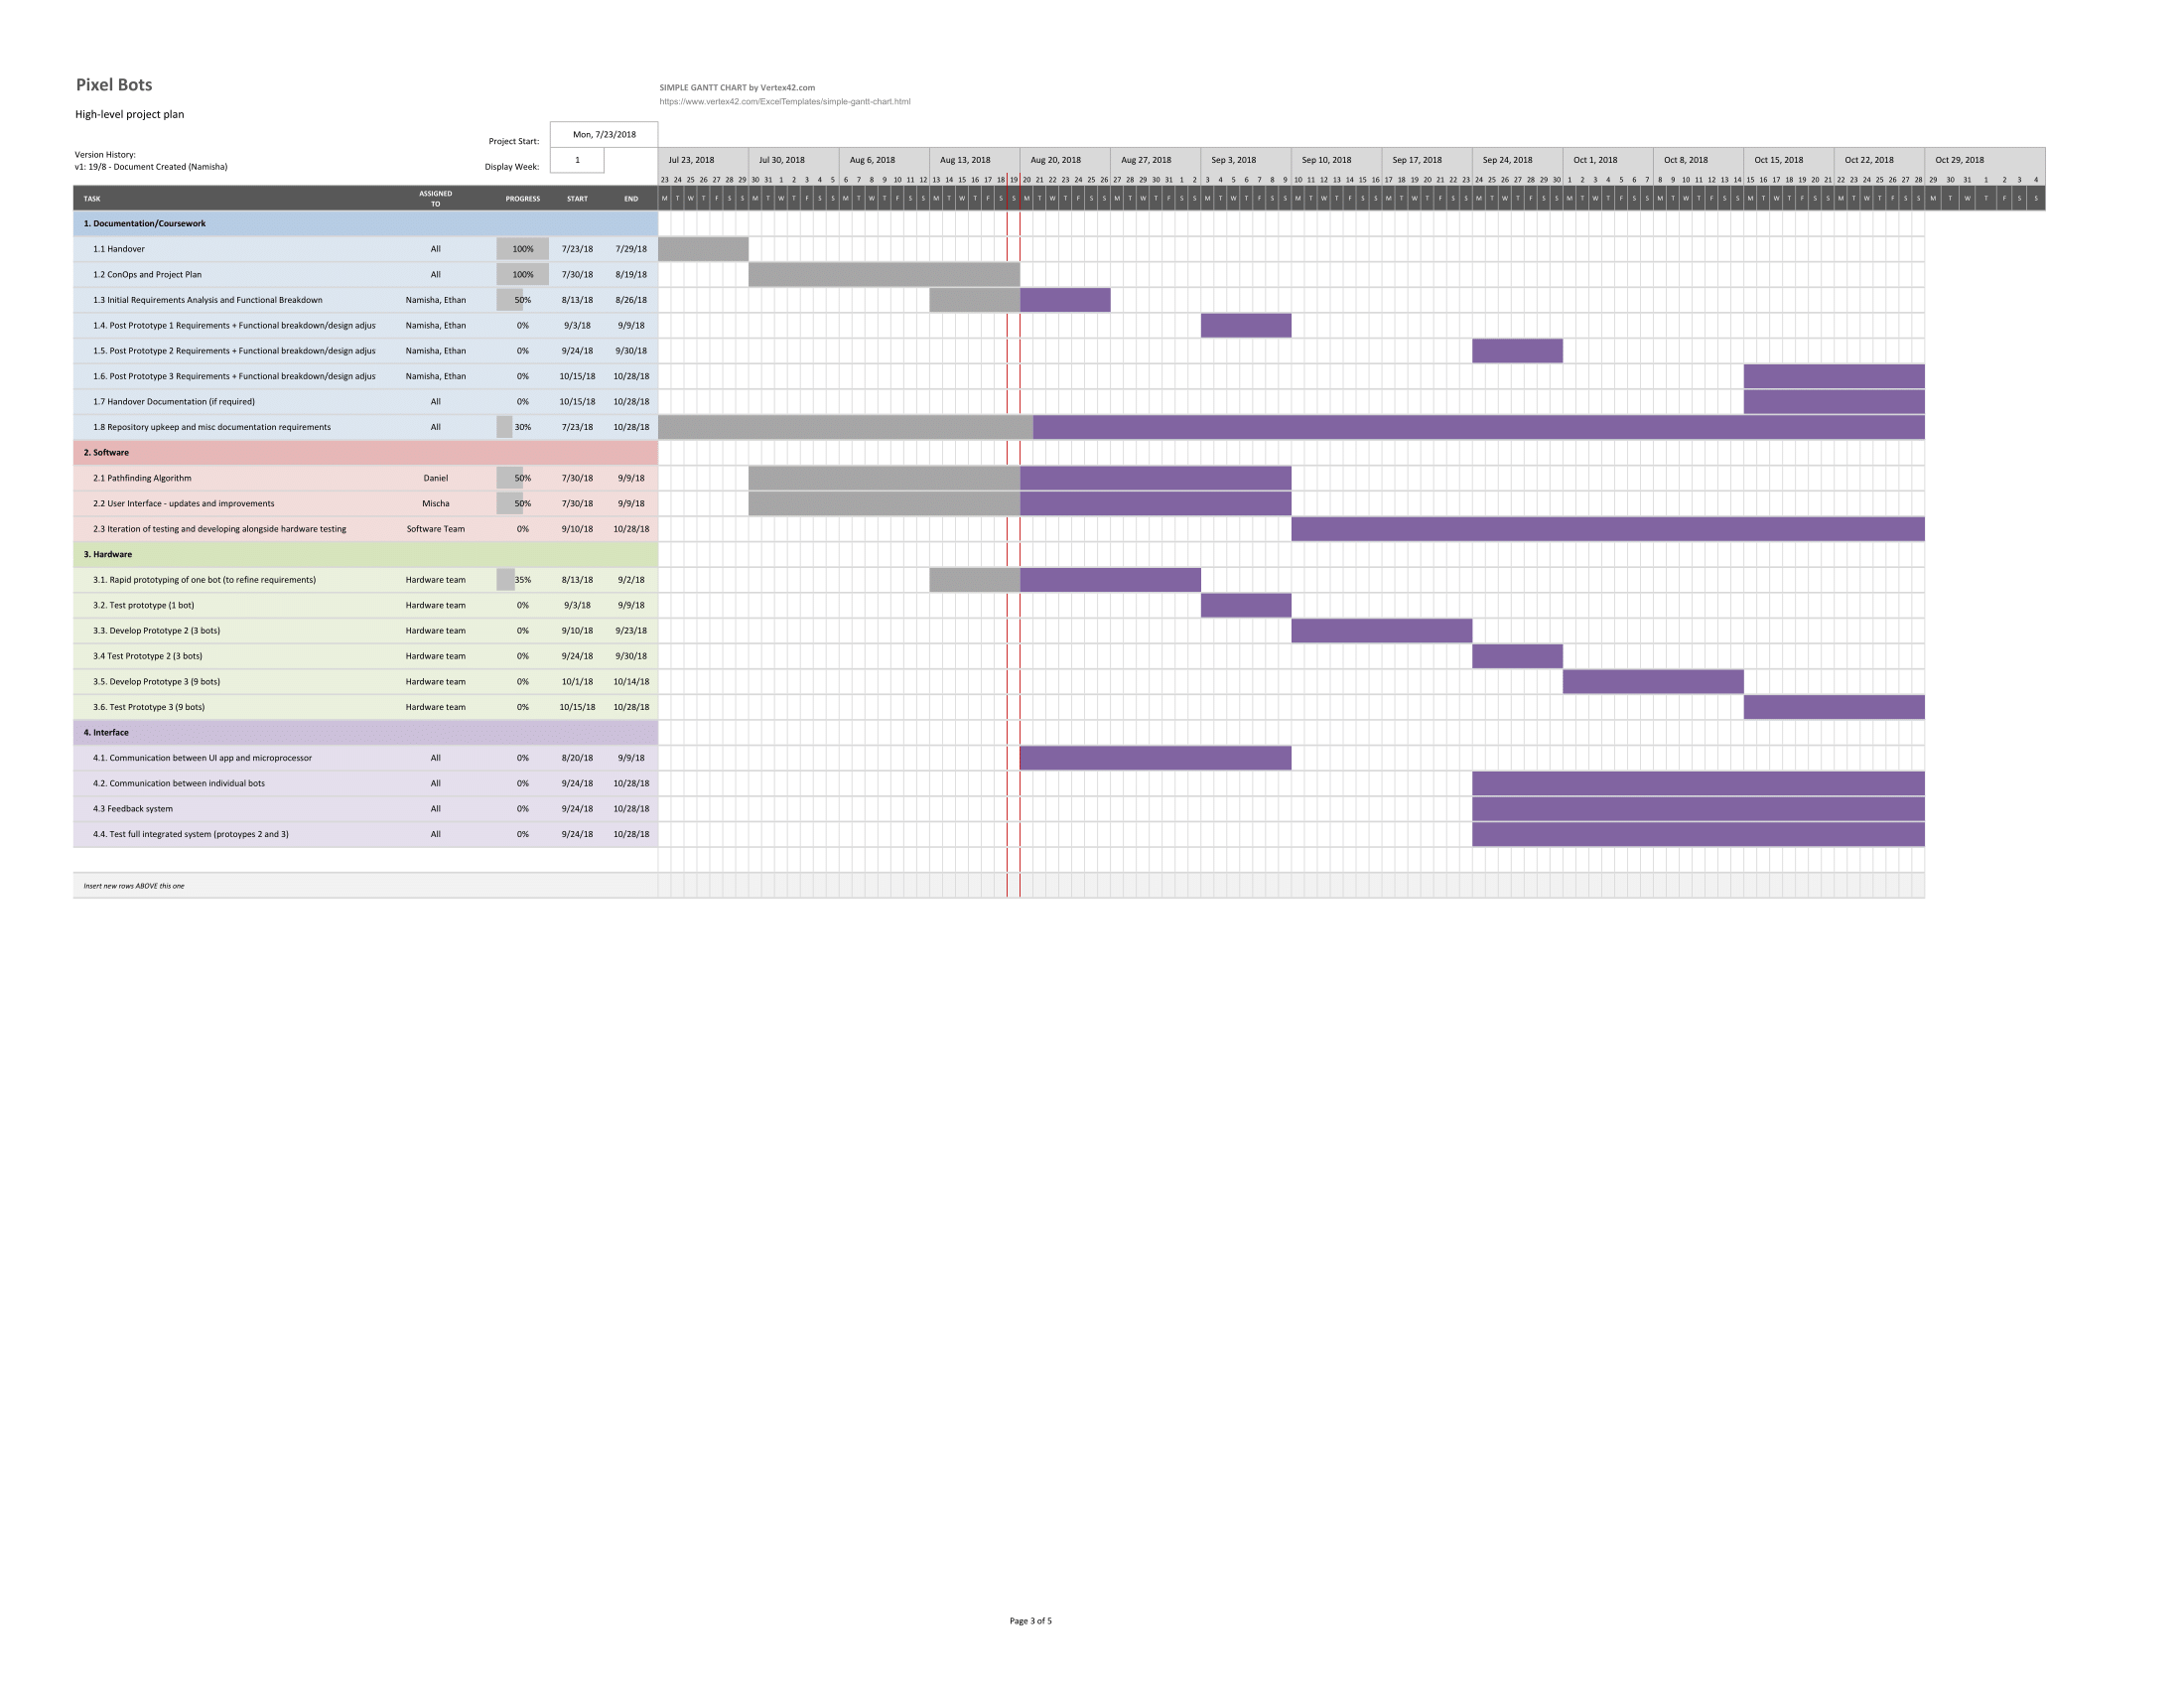 Pixel Bots
SIMPLE GANTT CHART by Vertex42.com
https://www.vertex42.com/ExcelTemplates/simple-gantt-chart.html
High-level project plan
Project Start: Mon, 7/23/2018
Version History:
v1: 19/8 - Document Created (Namisha)
Display Week: 1
Jul 23, 2018 Jul 30, 2018 Aug 6, 2018 Aug 13, 2018 Aug 20, 2018 Aug 27, 2018 Sep 3, 2018 Sep 10, 2018 Sep 17, 2018 Sep 24, 2018 Oct 1, 2018 Oct 8, 2018 Oct 15, 2018 Oct 22, 2018 Oct 29, 2018
23 24 25 26 27 28 29 30 31 1 2 3 4 5 6 7 8 9 10 11 12 13 14 15 16 17 18 19 20 21 22 23 24 25 26 27 28 29 30 31 1 2 3 4 5 6 7 8 9 10 11 12 13 14 15 16 17 18 19 20 21 22 23 24 25 26 27 28 29 30 1 2 3 4 5 6 7 8 9 10 11 12 13 14 15 16 17 18 19 20 21 22 23 24 25 26 27 28 29 30 31 1 2 3 4
TASK ASSIGNED TO PROGRESS START END M T W T F S S M T W T F S S M T W T F S S M T W T F S S M T W T F S S M T W T F S S M T W T F S S M T W T F S S M T W T F S S M T W T F S S M T W T F S S M T W T F S S M T W T F S S M T W T F S S M T W T F S S
1. Documentation/Coursework
1.1 Handover All 100% 7/23/18 7/29/18
1.2 ConOps and Project Plan All 100% 7/30/18 8/19/18
1.3 Initial Requirements Analysis and Functional Breakdown Namisha, Ethan 50% 8/13/18 8/26/18
1.4. Post Prototype 1 Requirements + Functional breakdown/design adjus Namisha, Ethan 0% 9/3/18 9/9/18
1.5. Post Prototype 2 Requirements + Functional breakdown/design adjus Namisha, Ethan 0% 9/24/18 9/30/18
1.6. Post Prototype 3 Requirements + Functional breakdown/design adjus Namisha, Ethan 0% 10/15/18 10/28/18
1.7 Handover Documentation (if required) All 0% 10/15/18 10/28/18
1.8 Repository upkeep and misc documentation requirements All 30% 7/23/18 10/28/18
2. Software
2.1 Pathfinding Algorithm Daniel 50% 7/30/18 9/9/18
2.2 User Interface - updates and improvements Mischa 50% 7/30/18 9/9/18
2.3 Iteration of testing and developing alongside hardware testing Software Team 0% 9/10/18 10/28/18
3. Hardware
3.1. Rapid prototyping of one bot (to refine requirements) Hardware team 35% 8/13/18 9/2/18
3.2. Test prototype (1 bot) Hardware team 0% 9/3/18 9/9/18
3.3. Develop Prototype 2 (3 bots) Hardware team 0% 9/10/18 9/23/18
3.4 Test Prototype 2 (3 bots) Hardware team 0% 9/24/18 9/30/18
3.5. Develop Prototype 3 (9 bots) Hardware team 0% 10/1/18 10/14/18
3.6. Test Prototype 3 (9 bots) Hardware team 0% 10/15/18 10/28/18
4. Interface
4.1. Communication between UI app and microprocessor All 0% 8/20/18 9/9/18
4.2. Communication between individual bots All 0% 9/24/18 10/28/18
4.3 Feedback system All 0% 9/24/18 10/28/18
4.4. Test full integrated system (protoypes 2 and 3) All 0% 9/24/18 10/28/18
Insert new rows ABOVE this one
Page 3 of 5